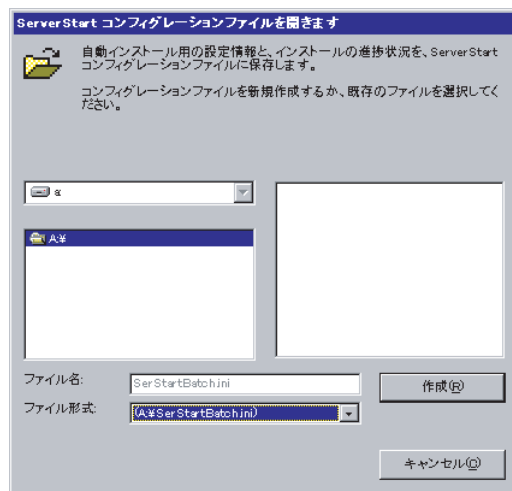 ServerStart コンフィグレーションファイルを開きます
自動インストール用の設定情報と、インストールの進捗状況を、ServerStart
コンフィグレーションファイルに保存します。
コンフィグレーションファイルを新規作成するか、既存のファイルを選択してく
ださい。
a:
A:¥
ファイル名:
SerStartBatch.ini
作成(R)
ファイル形式:
(A:¥SerStartBatch.ini)
キャンセル(Q)